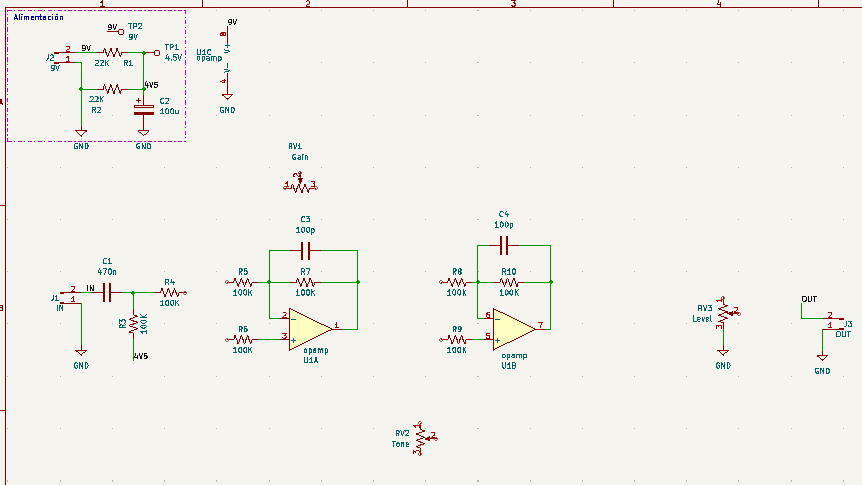 1
2
3
4
Alimentación
9V
TP2
9V
2
1
J2
9V
9V
22K
R1
TP1
4.5V
22K
R2
4V5
C2
100u
GND
GND
9V
8
V+
U1C
opamp
V-
4
GND
RV1
Gain
1
2
3
C3
100p
R5
100K
R7
100K
R6
100K
2
3
1
opamp
U1A
C4
100p
R8
100K
R10
100K
R9
100K
6
5
7
opamp
U1B
C1
470n
J1
IN
2
1
IN
R4
100K
R3
100K
4V5
GND
RV2
Tone
1
2
3
RV3
Level
1
2
3
GND
OUT
2
1
J3
OUT
GND
B